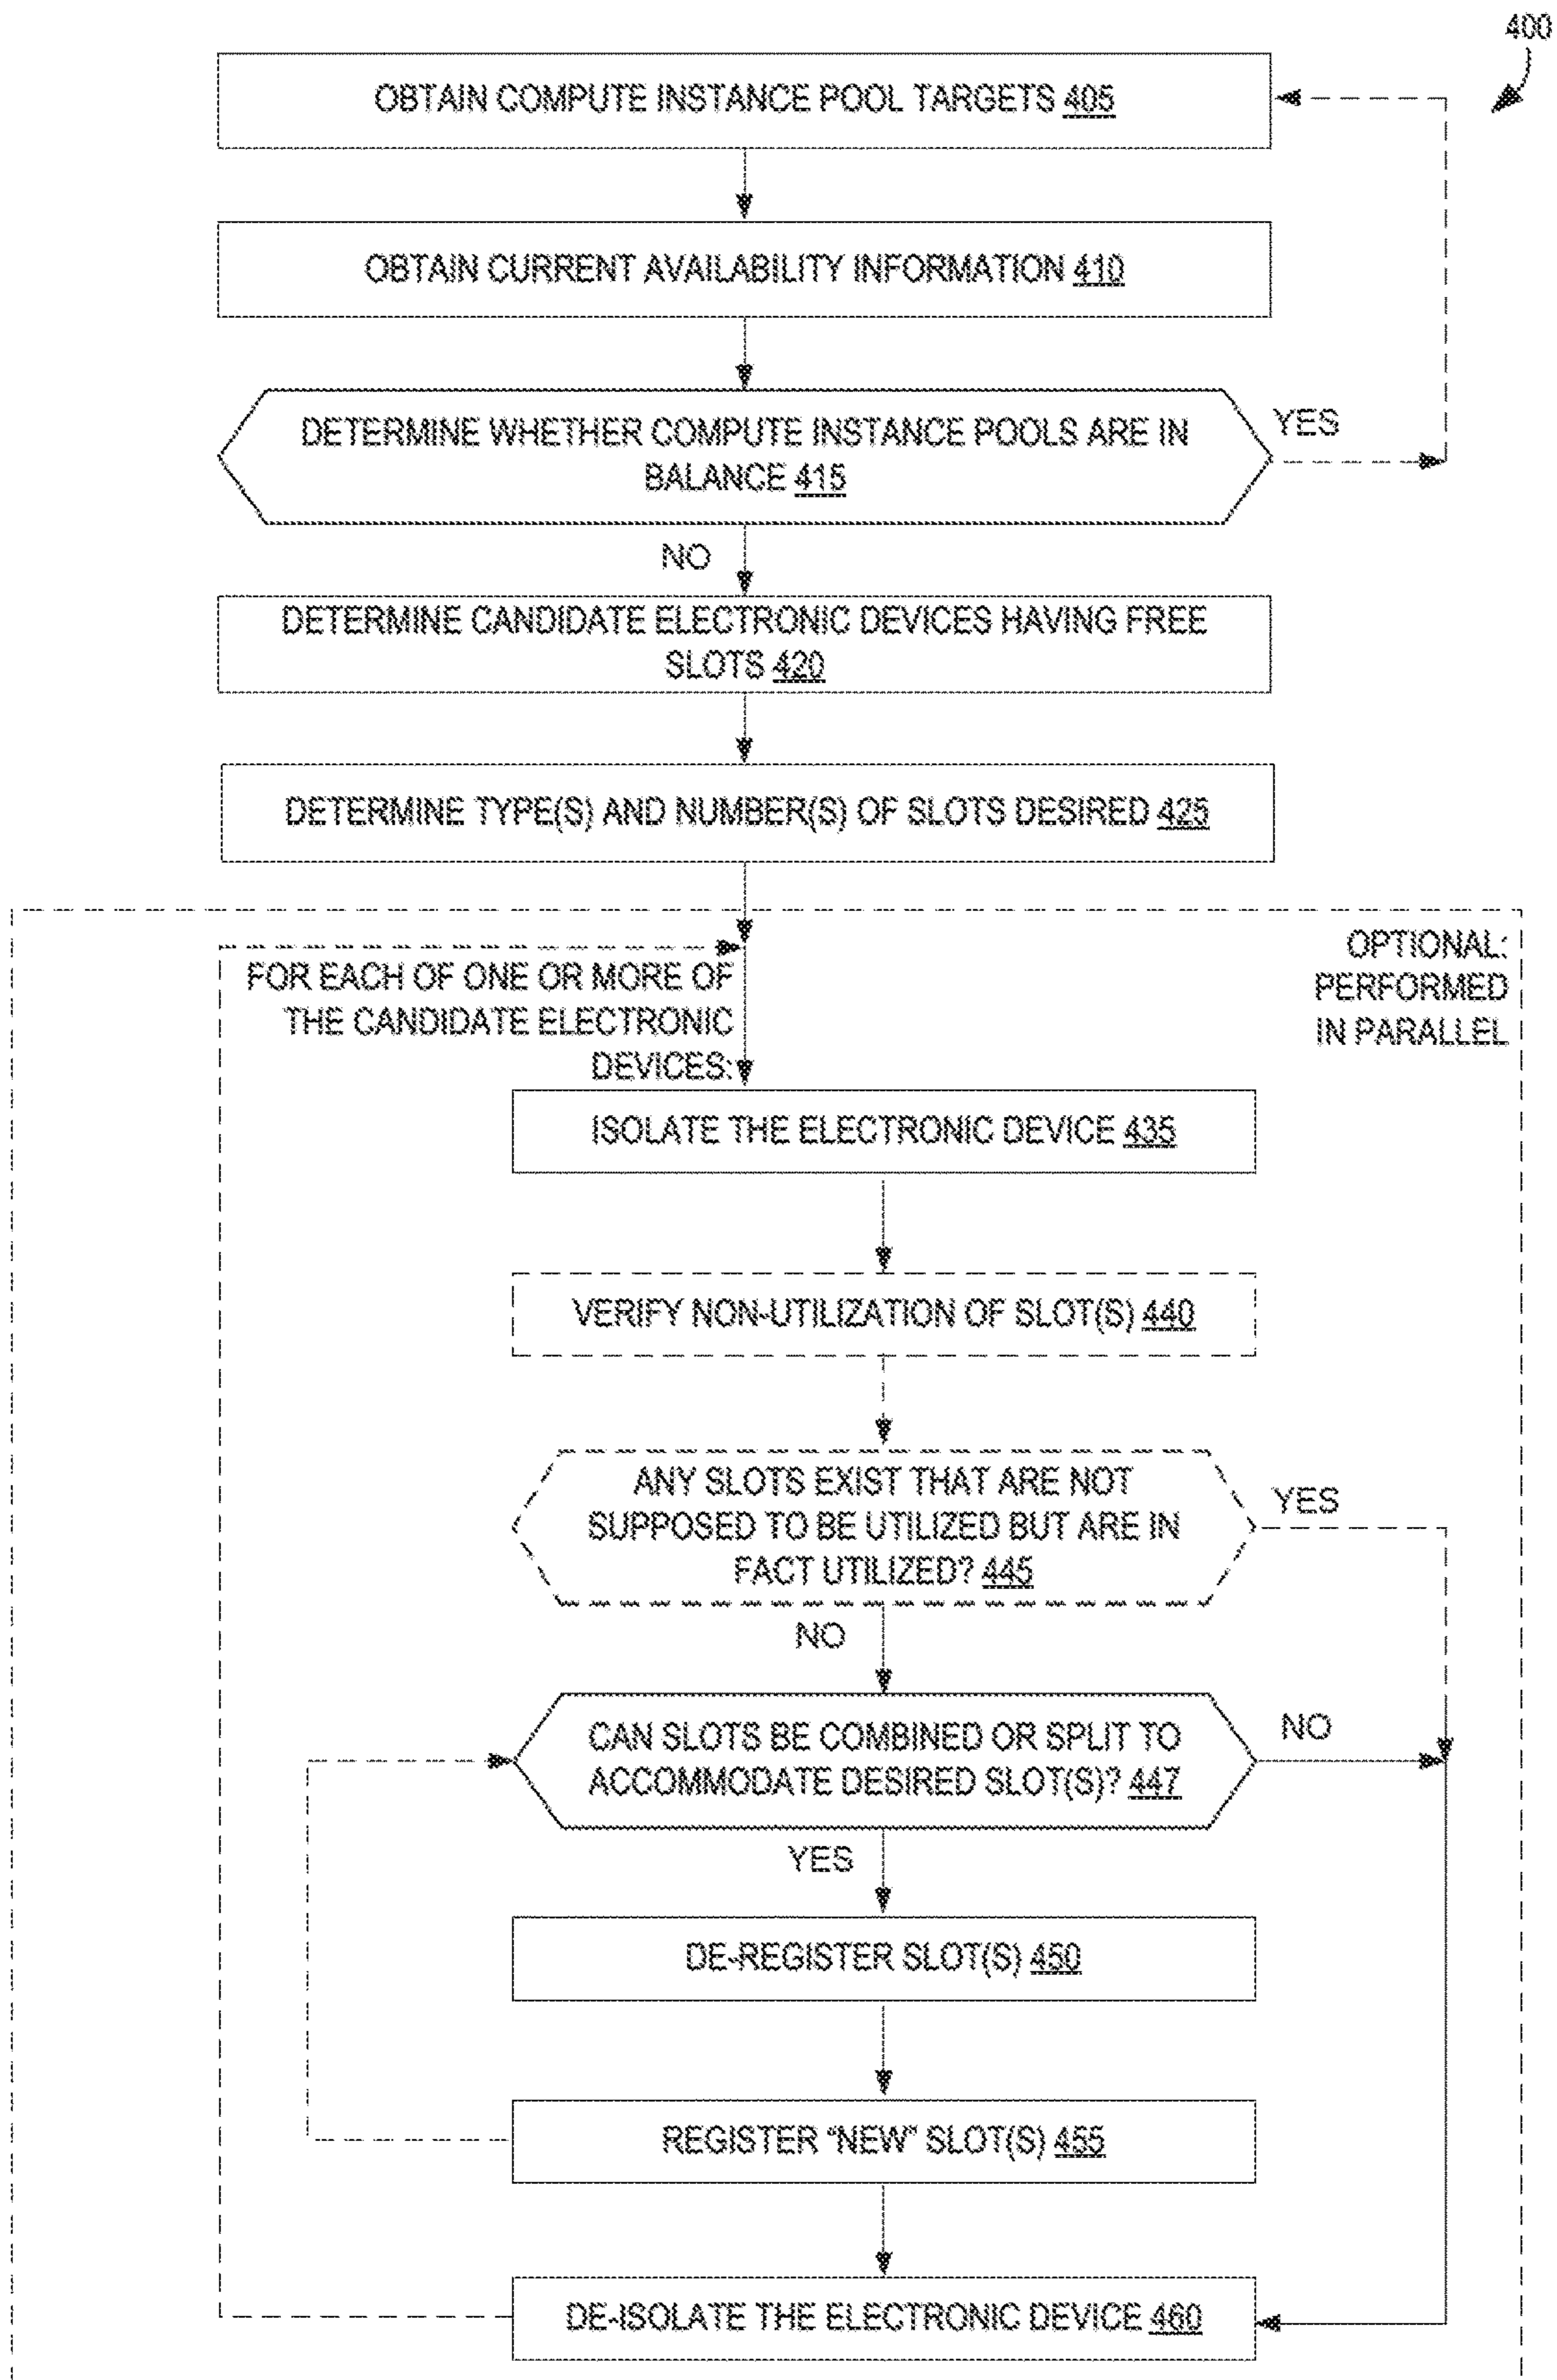 400
OBTAIN COMPUTE INSTANCE POOL TARGETS 405
OBTAIN CURRENT AVAILABILITY INFORMATION 410
DETERMINE WHETHER COMPUTE INSTANCE POOLS ARE IN
BALANCE 415
YES
NO
DETERMINE CANDIDATE ELECTRONIC DEVICES HAVING FREE
SLOTS 420
DETERMINE TYPE(S) AND NUMBER(S) OF SLOTS DESIRED 425
OPTIONAL:
PERFORMED
IN PARALLEL
FOR EACH OF ONE OR MORE OF
THE CANDIDATE ELECTRONIC
DEVICES:
ISOLATE THE ELECTRONIC DEVICE 435
VERIFY NON-UTILIZATION OF SLOT(S) 440
ANY SLOTS EXIST THAT ARE NOT
SUPPOSED TO BE UTILIZED BUT ARE IN
FACT UTILIZED? 445
YES
NO
CAN SLOTS BE COMBINED OR SPLIT TO
ACCOMMODATE DESIRED SLOT(S)? 447
NO
YES
DE-REGISTER SLOT(S) 450
REGISTER “NEW” SLOT(S) 455
DE-ISOLATE THE ELECTRONIC DEVICE 460